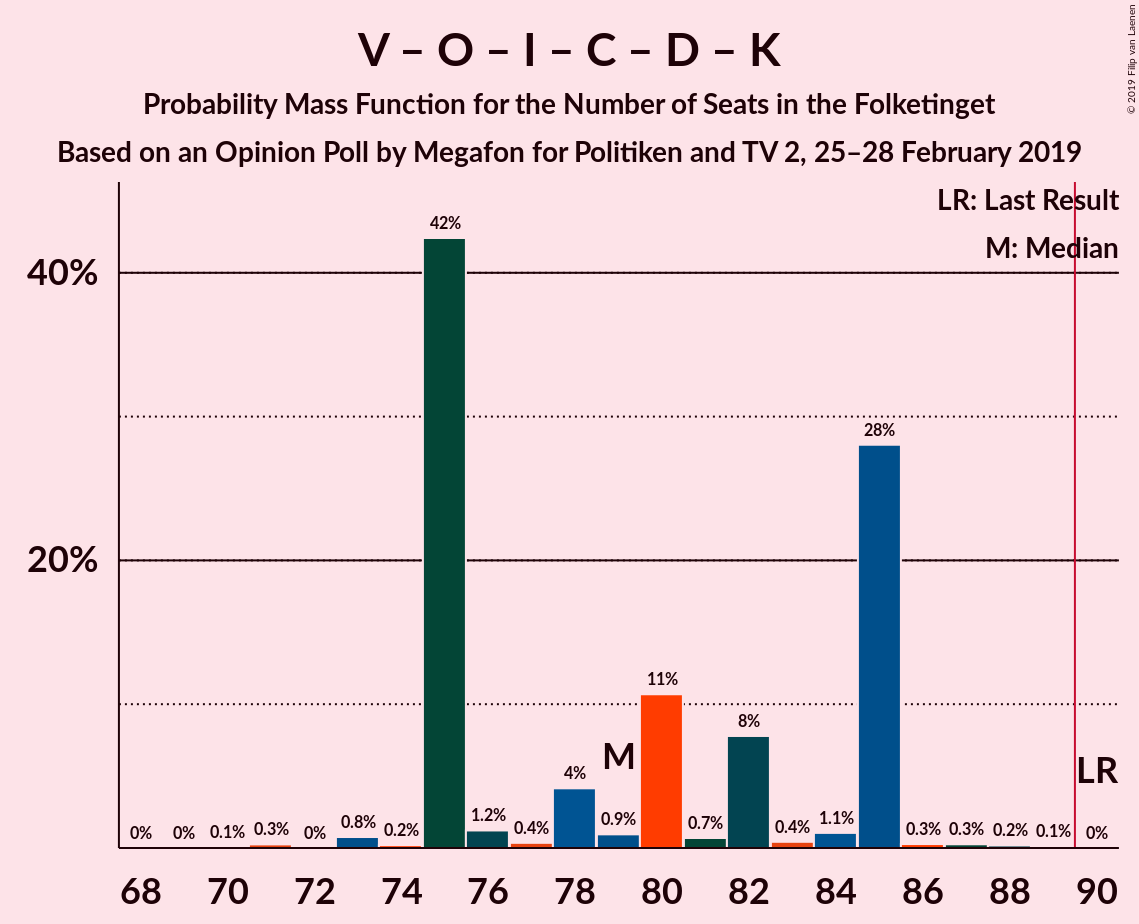 V – O – I – C – D – K
Probability Mass Function for the Number of Seats in the Folketinget
Based on an Opinion Poll by Megafon for Politiken and TV 2, 25–28 February 2019
© 2019 Filip van Laenen
LR: Last Result
M: Median
40%
20%
0% 0% 0.1% 0.3% 0% 0.8% 0.2% 42% 1.2% 0.4% 4% 0.9% 11% 0.7% 8% 0.4% 1.1% 28% 0.3% 0.3% 0.2% 0.1% 0%
M
LR
68 70 72 74 76 78 80 82 84 86 88 90